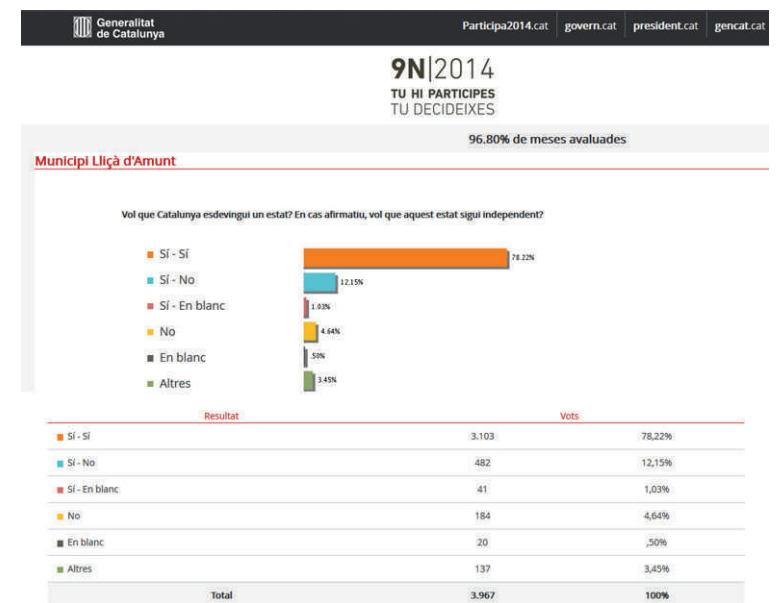 Generalitat
de Catalunya
Participa2014.cat govern.cat president.cat gencat.cat
9N|2014
TU HI PARTICIPES
TU DECIDEIXES
96.80% de meses avaluades
Municipi Lliçà d'Amunt
Vol que Catalunya esdevingui un estat? En cas afirmatiu, vol que aquest estat sigui independent?
Sí - Sí 78.22%
Sí - No 12.15%
Sí - En blanc 1.03%
No 4.64%
En blanc .50%
Altres 3.45%
Resultat Vots
Sí - Sí 3.103 78,22%
Sí - No 482 12,15%
Sí - En blanc 41 1,03%
No 184 4,64%
En blanc 20 ,50%
Altres 137 3,45%
Total 3.967 100%